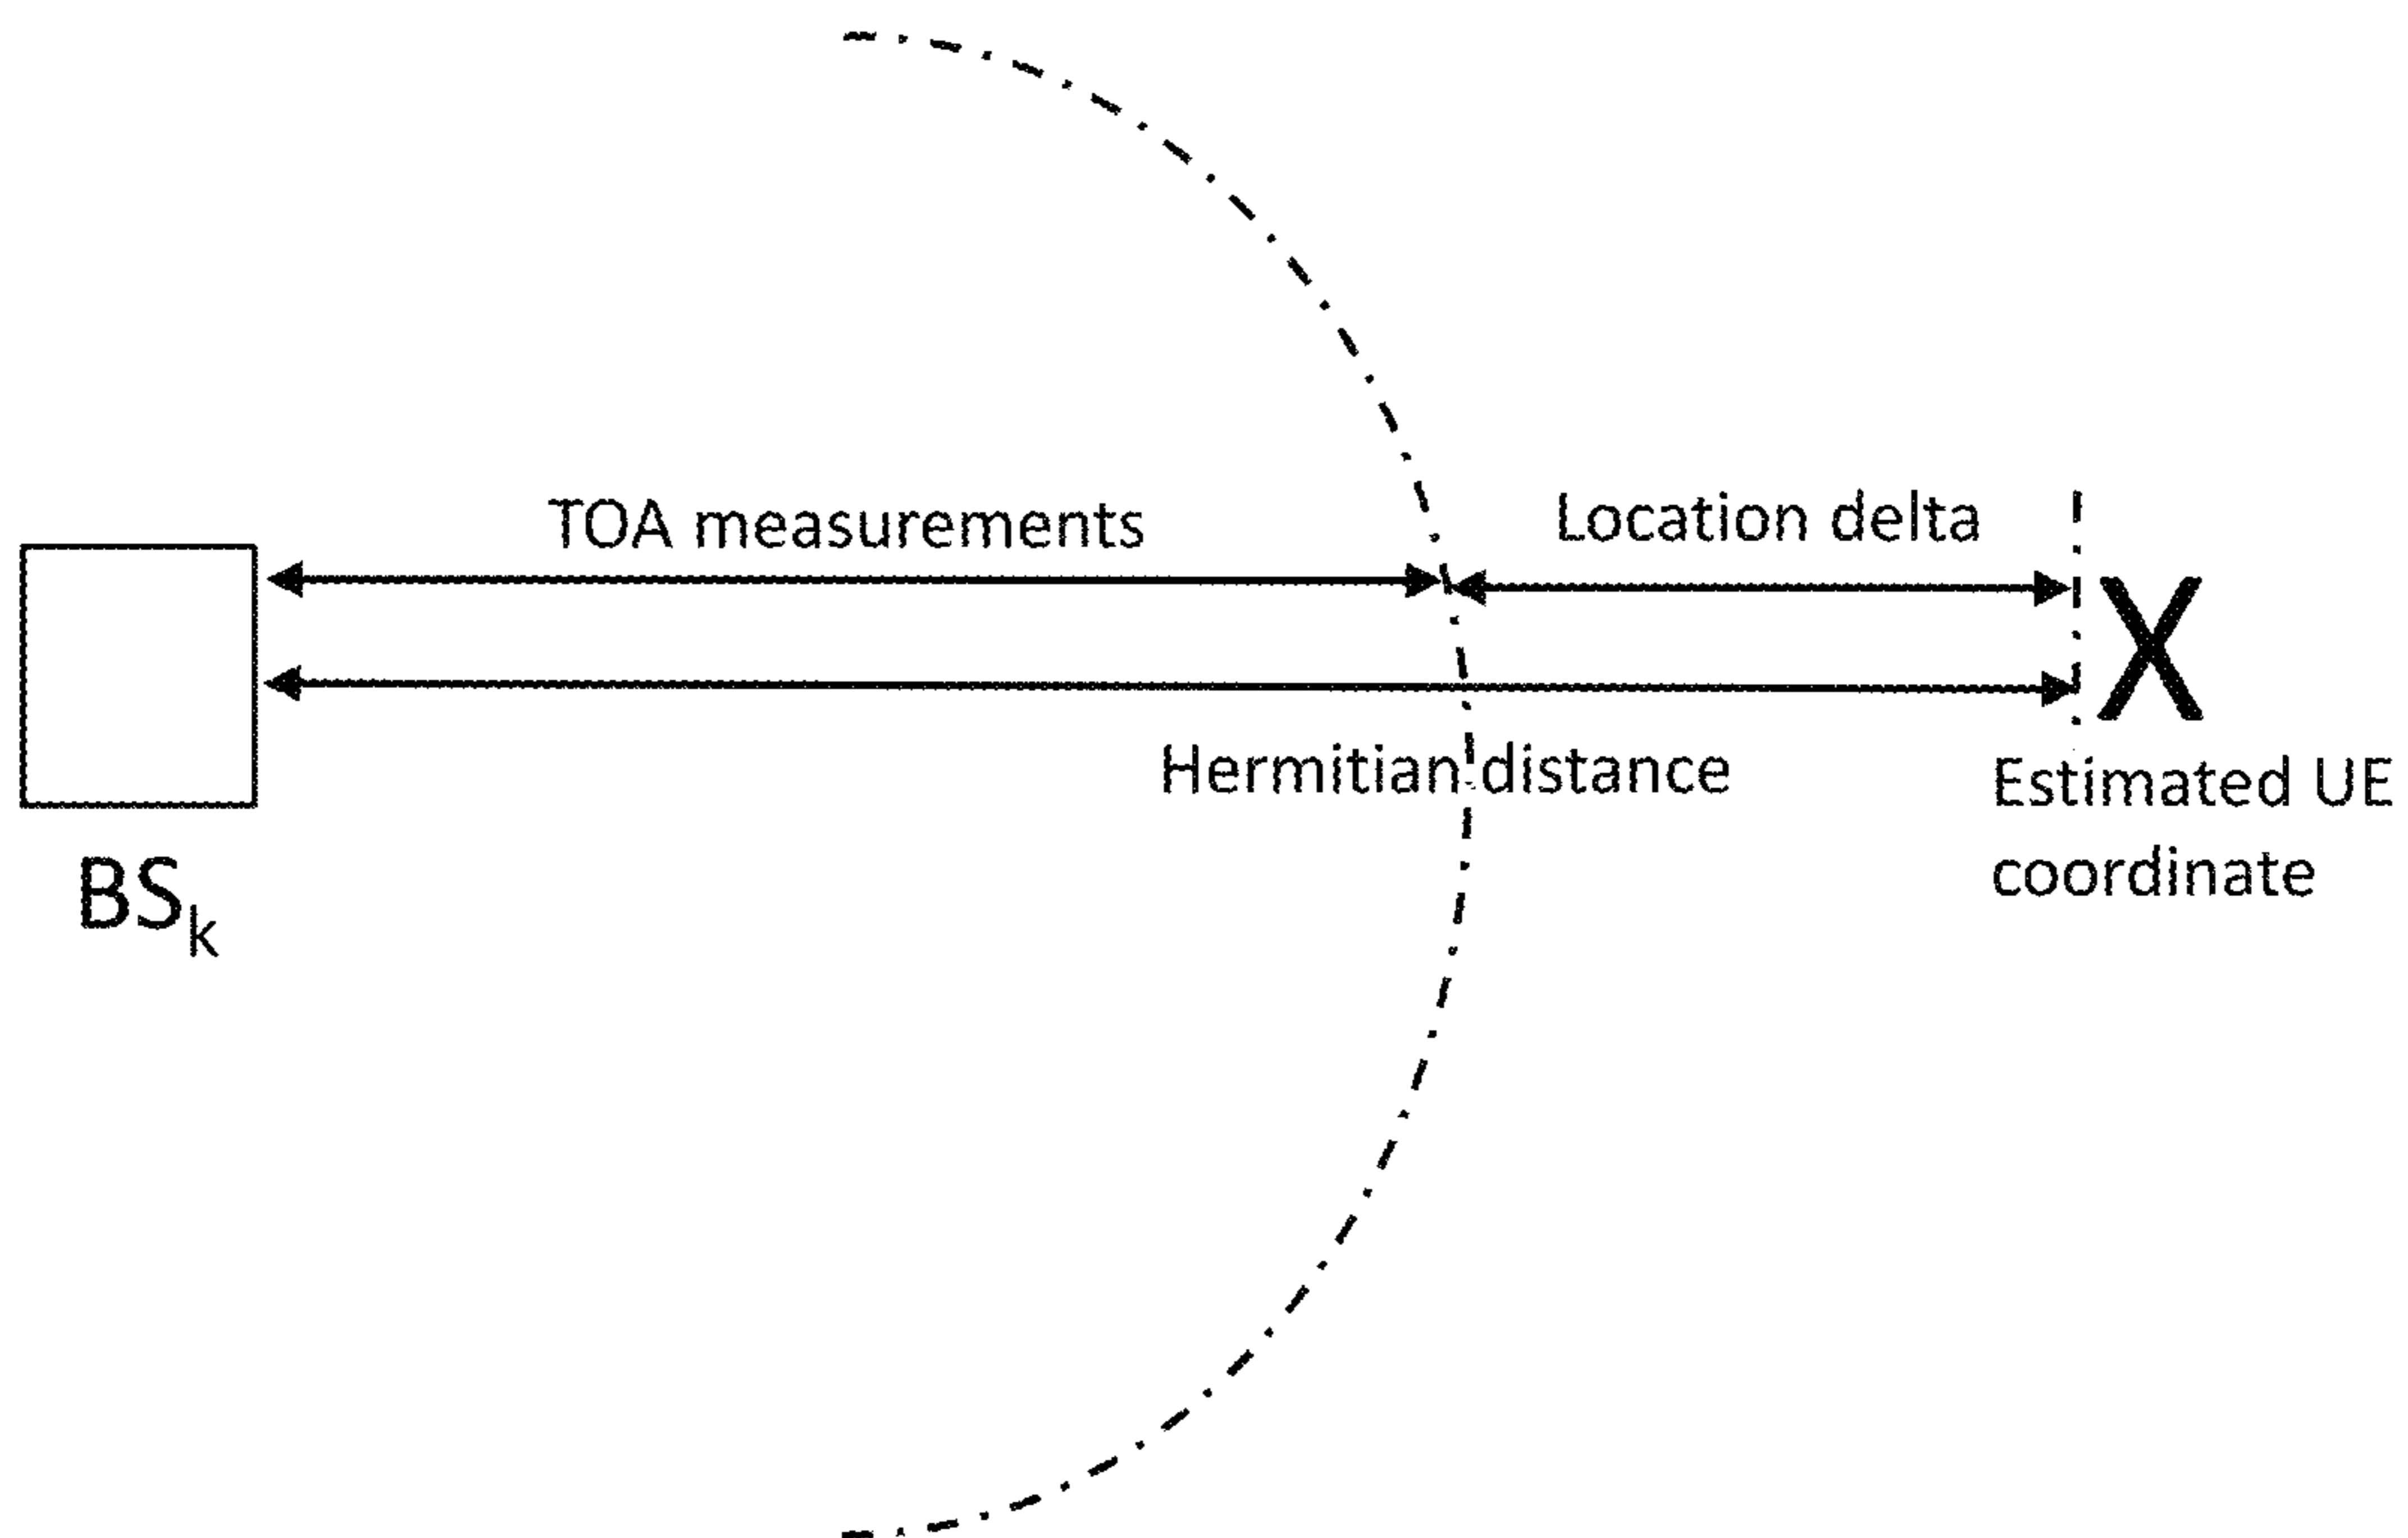 TOA measurements
Location delta
X
Hermitian distance
Estimated UE
coordinate
BSk